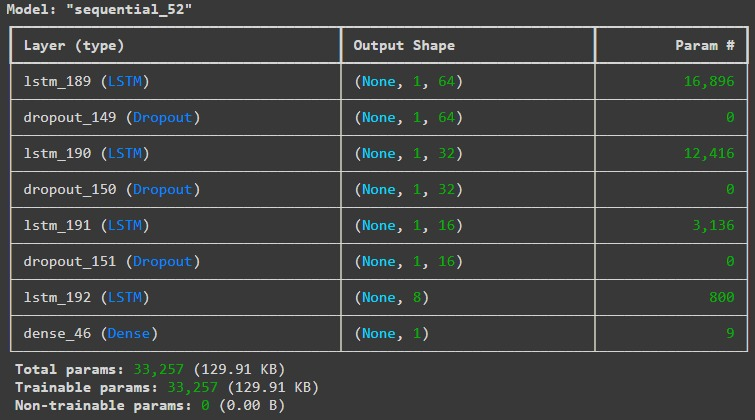 Model: "sequential_52"
Layer (type) Output Shape Param #
lstm_189 (LSTM) (None, 1, 64) 16,896
dropout_149 (Dropout) (None, 1, 64) 0
lstm_190 (LSTM) (None, 1, 32) 12,416
dropout_150 (Dropout) (None, 1, 32) 0
lstm_191 (LSTM) (None, 1, 16) 3,136
dropout_151 (Dropout) (None, 1, 16) 0
lstm_192 (LSTM) (None, 8) 800
dense_46 (Dense) (None, 1) 9
Total params: 33,257 (129.91 KB)
Trainable params: 33,257 (129.91 KB)
Non-trainable params: 0 (0.00 B)